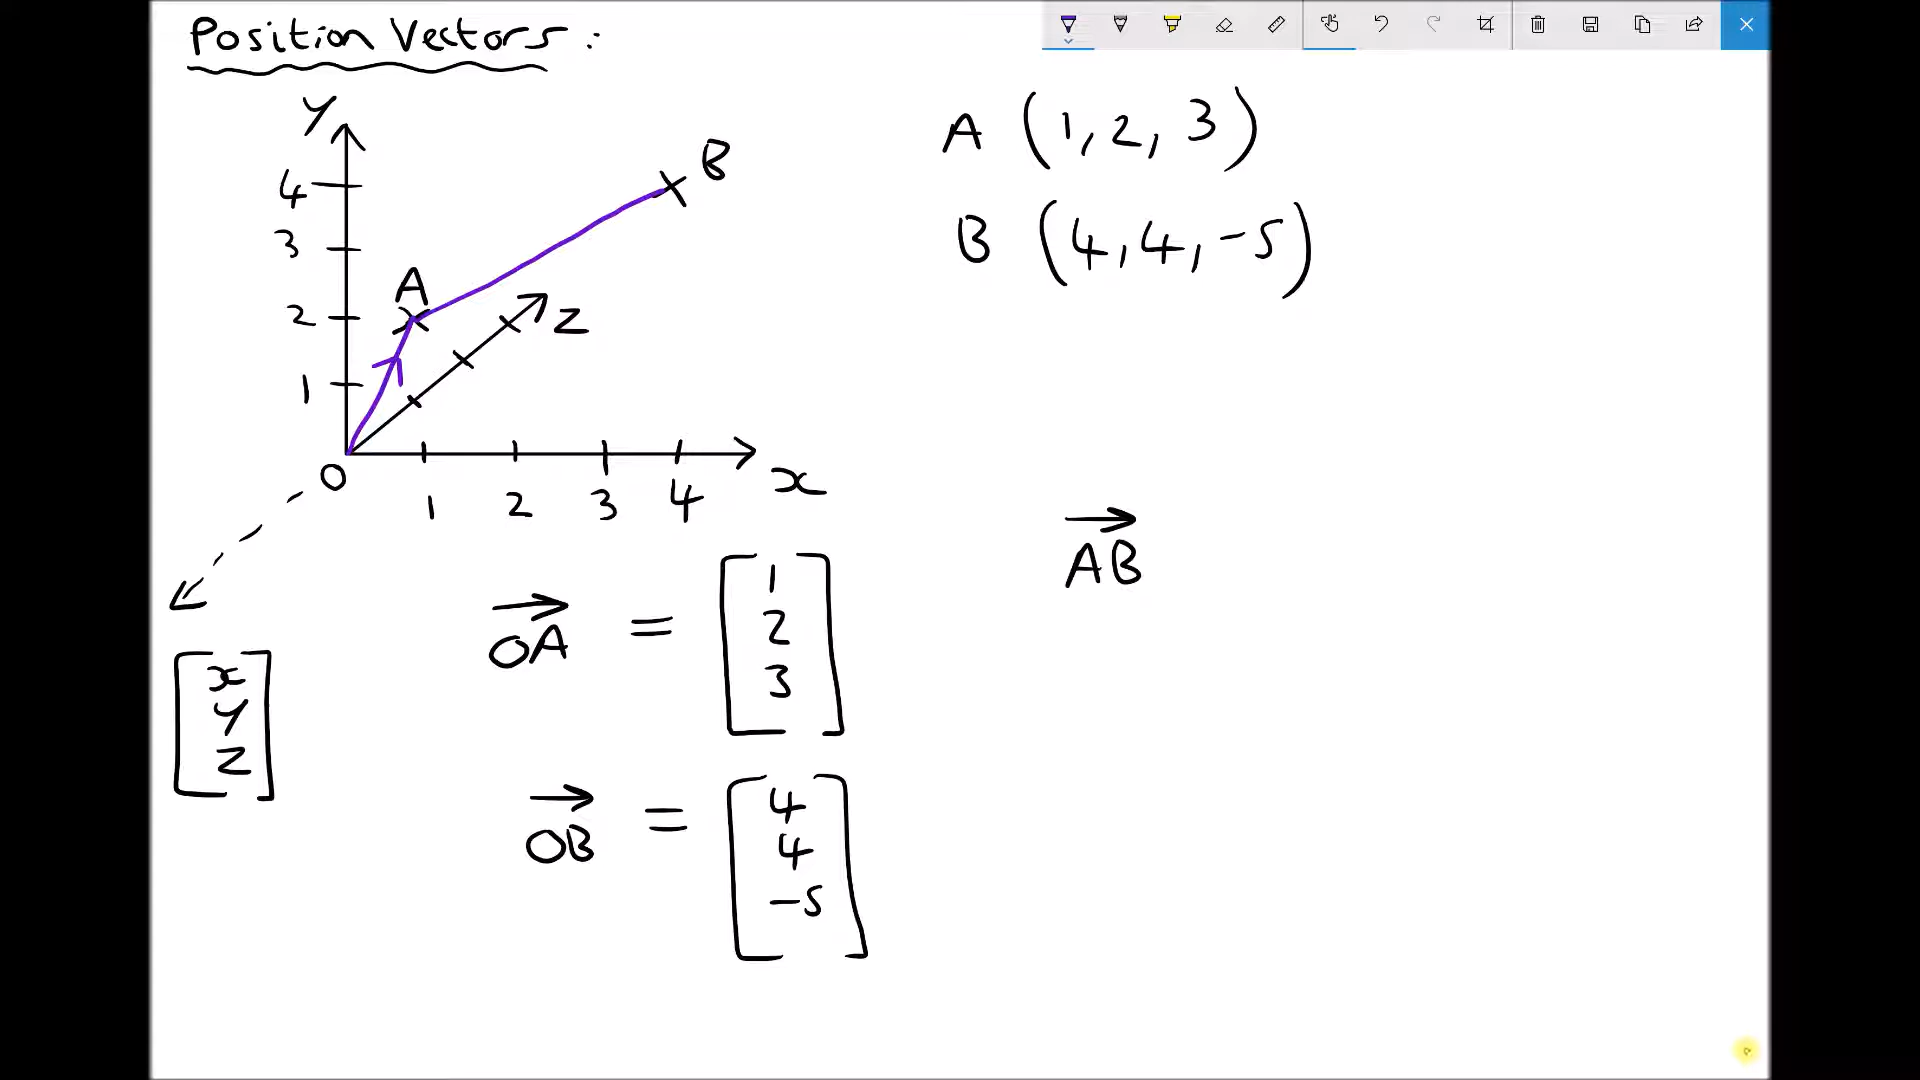 Position Vectors :
Y
4
3
2
1
A
B
Z
O
1 2 3 4
x
A (1, 2, 3)
B (4, 4, -5)
AB
OA = [1
2
3]
OB = [4
4
-5]
[x
y
z]